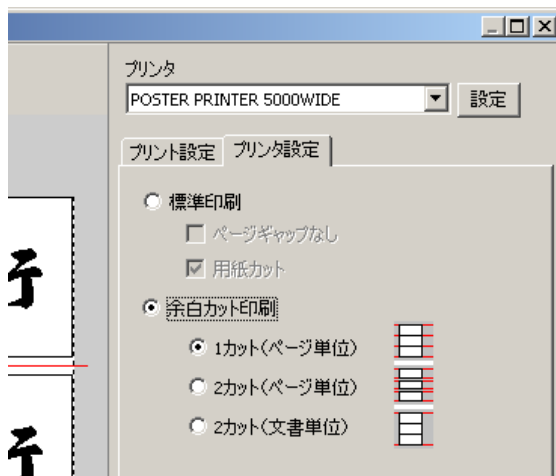 プリンタ
POSTER PRINTER 5000WIDE
設定
プリント設定 プリンタ設定
標準印刷
ページギャップなし
用紙カット
余白カット印刷
1カット(ページ単位)
2カット(ページ単位)
2カット(文書単位)
行
行